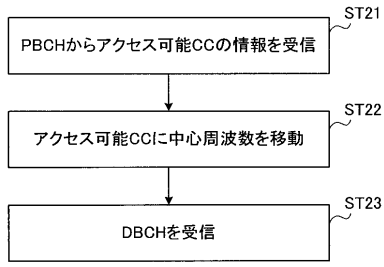 ST21
PBCHからアクセス可能CCの情報を受信
ST22
アクセス可能CCに中心周波数を移動
ST23
DBCHを受信